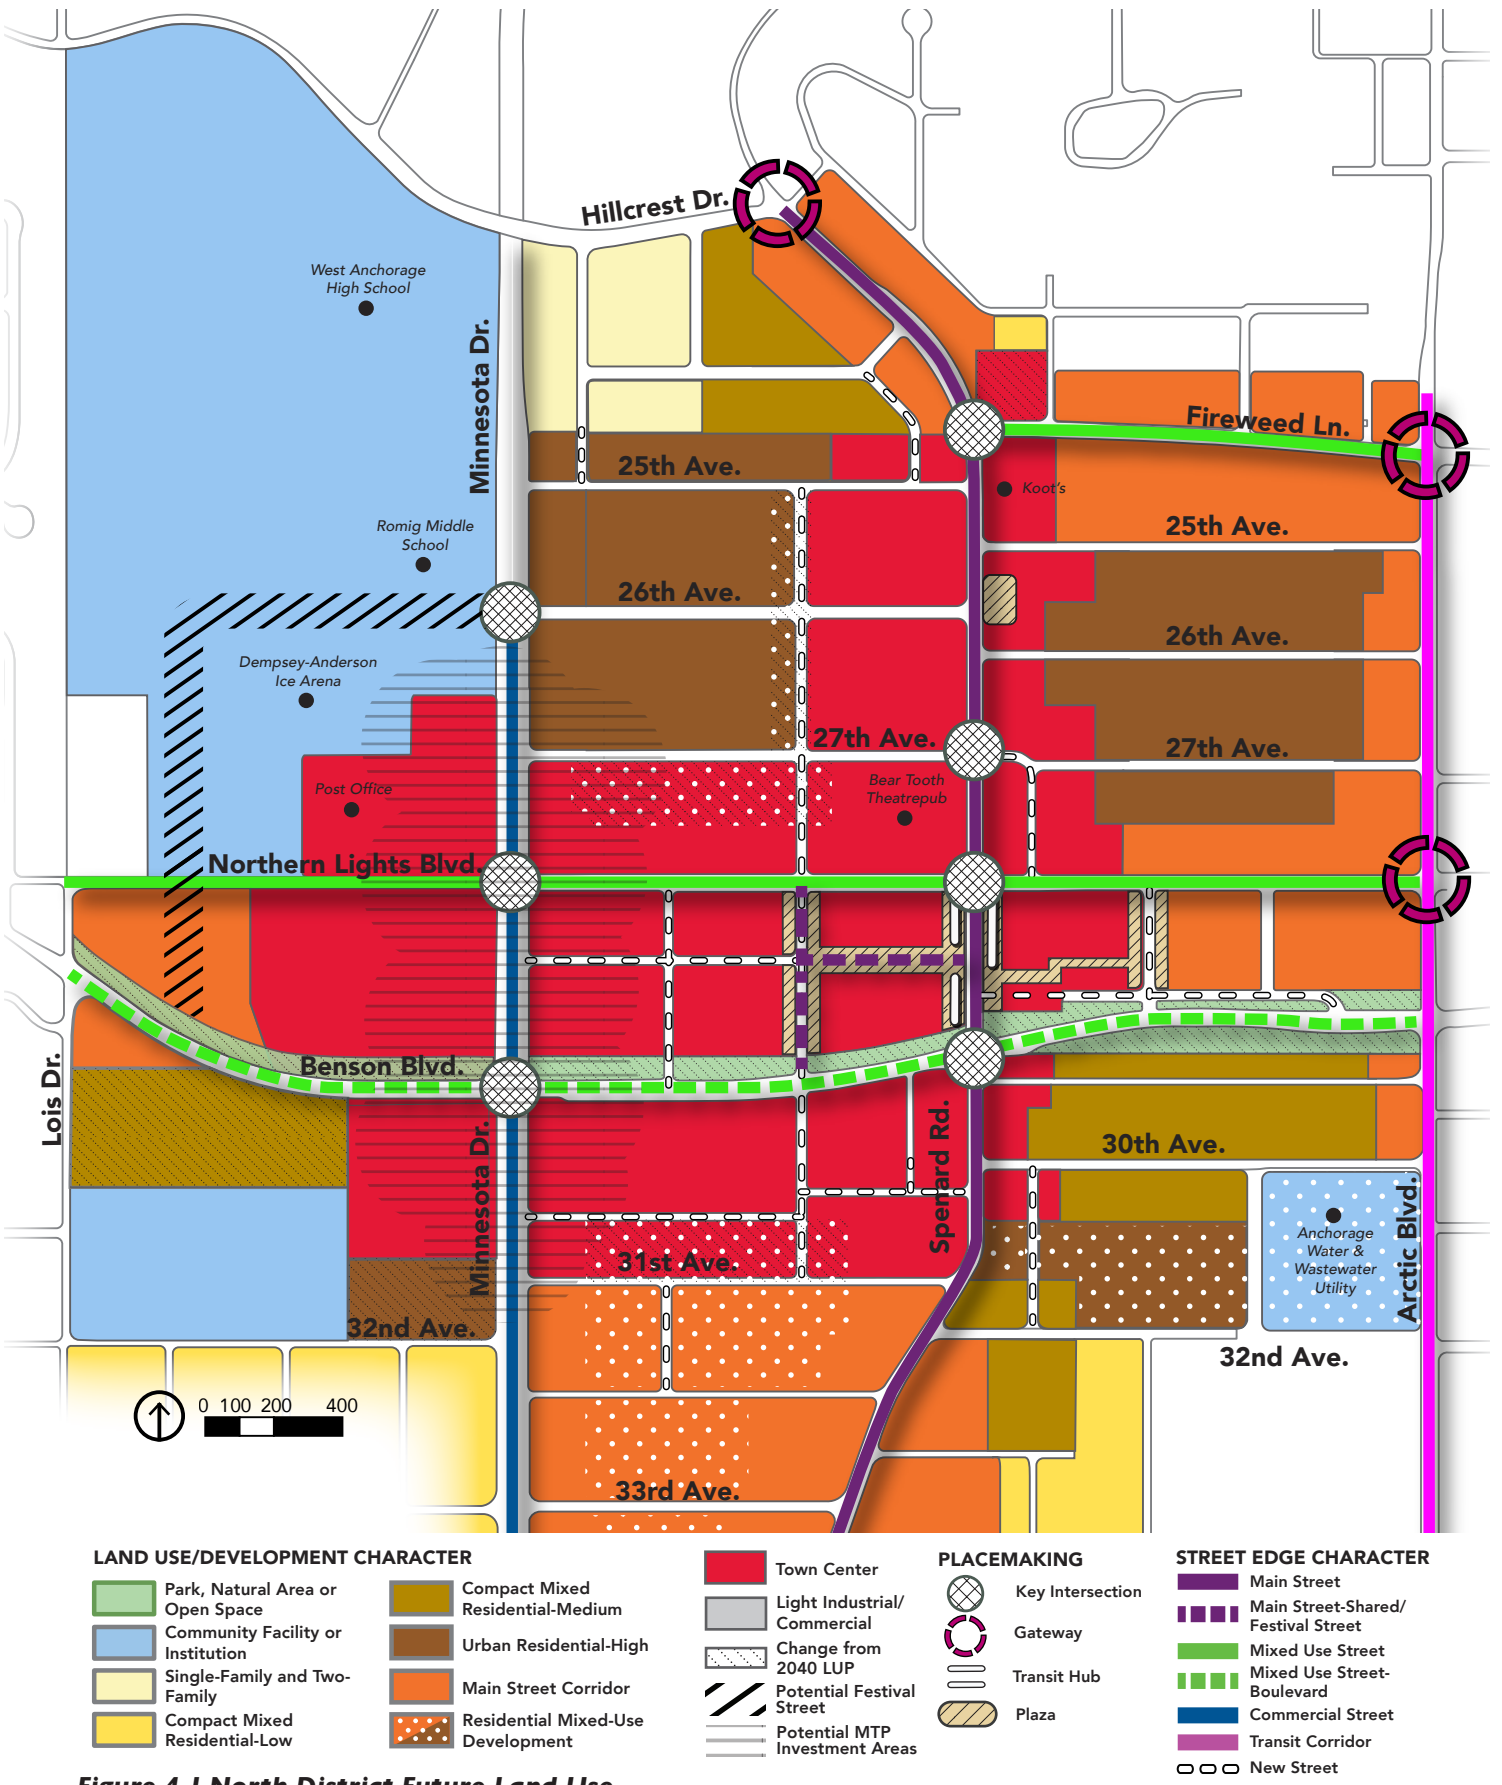 Hillcrest Dr.
West Anchorage
High School
Minnesota Dr.
Fireweed Ln.
25th Ave.
Koot's
25th Ave.
Romig Middle
School
26th Ave.
26th Ave.
Dempsey-Anderson
Ice Arena
27th Ave.
27th Ave.
Post Office
Bear Tooth
Theatrepub
Northern Lights Blvd.
Benson Blvd.
Lois Dr.
Minnesota Dr.
Spenard Rd.
30th Ave.
Arctic Blvd.
Anchorage
Water &
Wastewater
Utility
31st Ave.
32nd Ave.
32nd Ave.
0 100 200 400
33rd Ave.
LAND USE/DEVELOPMENT CHARACTER
Park, Natural Area or
Open Space
Community Facility or
Institution
Single-Family and Two-
Family
Compact Mixed
Residential-Low
Compact Mixed
Residential-Medium
Urban Residential-High
Main Street Corridor
Residential Mixed-Use
Development
Town Center
Light Industrial/
Commercial
Change from
2040 LUP
Potential Festival
Street
Potential MTP
Investment Areas
PLACEMAKING
Key Intersection
Gateway
Transit Hub
Plaza
STREET EDGE CHARACTER
Main Street
Main Street-Shared/
Festival Street
Mixed Use Street
Mixed Use Street-
Boulevard
Commercial Street
Transit Corridor
New Street
North District Future Land Use